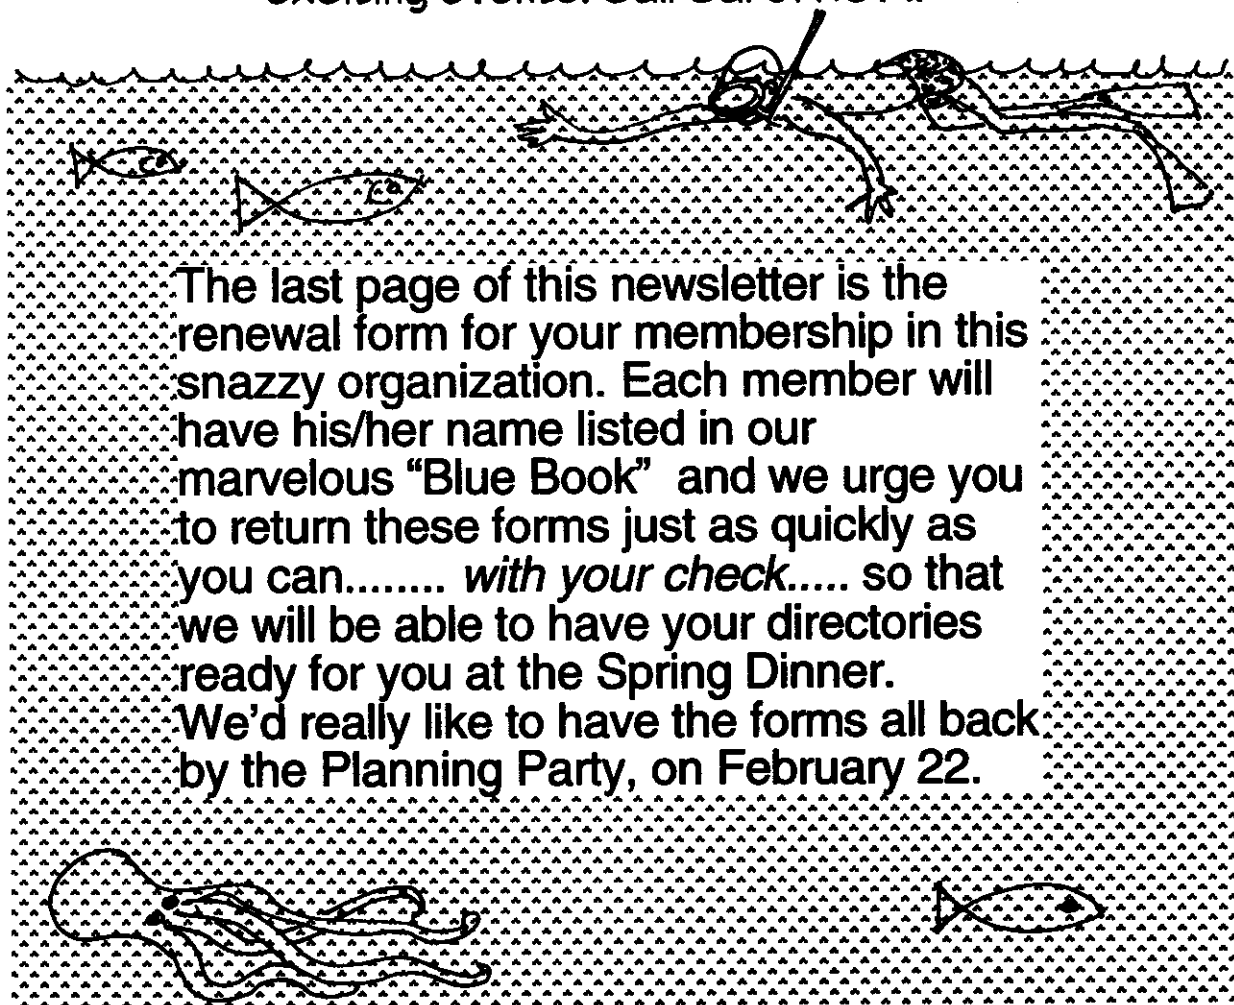 The last page of this newsletter is the
renewal form for your membership in this
snazzy organization. Each member will
have his/her name listed in our
marvelous “Blue Book”  and we urge you
to return these forms just as quickly as
you can........ with your check..... so that
we will be able to have your directories
ready for you at the Spring Dinner.
We’d really like to have the forms all back
by the Planning Party, on February 22.